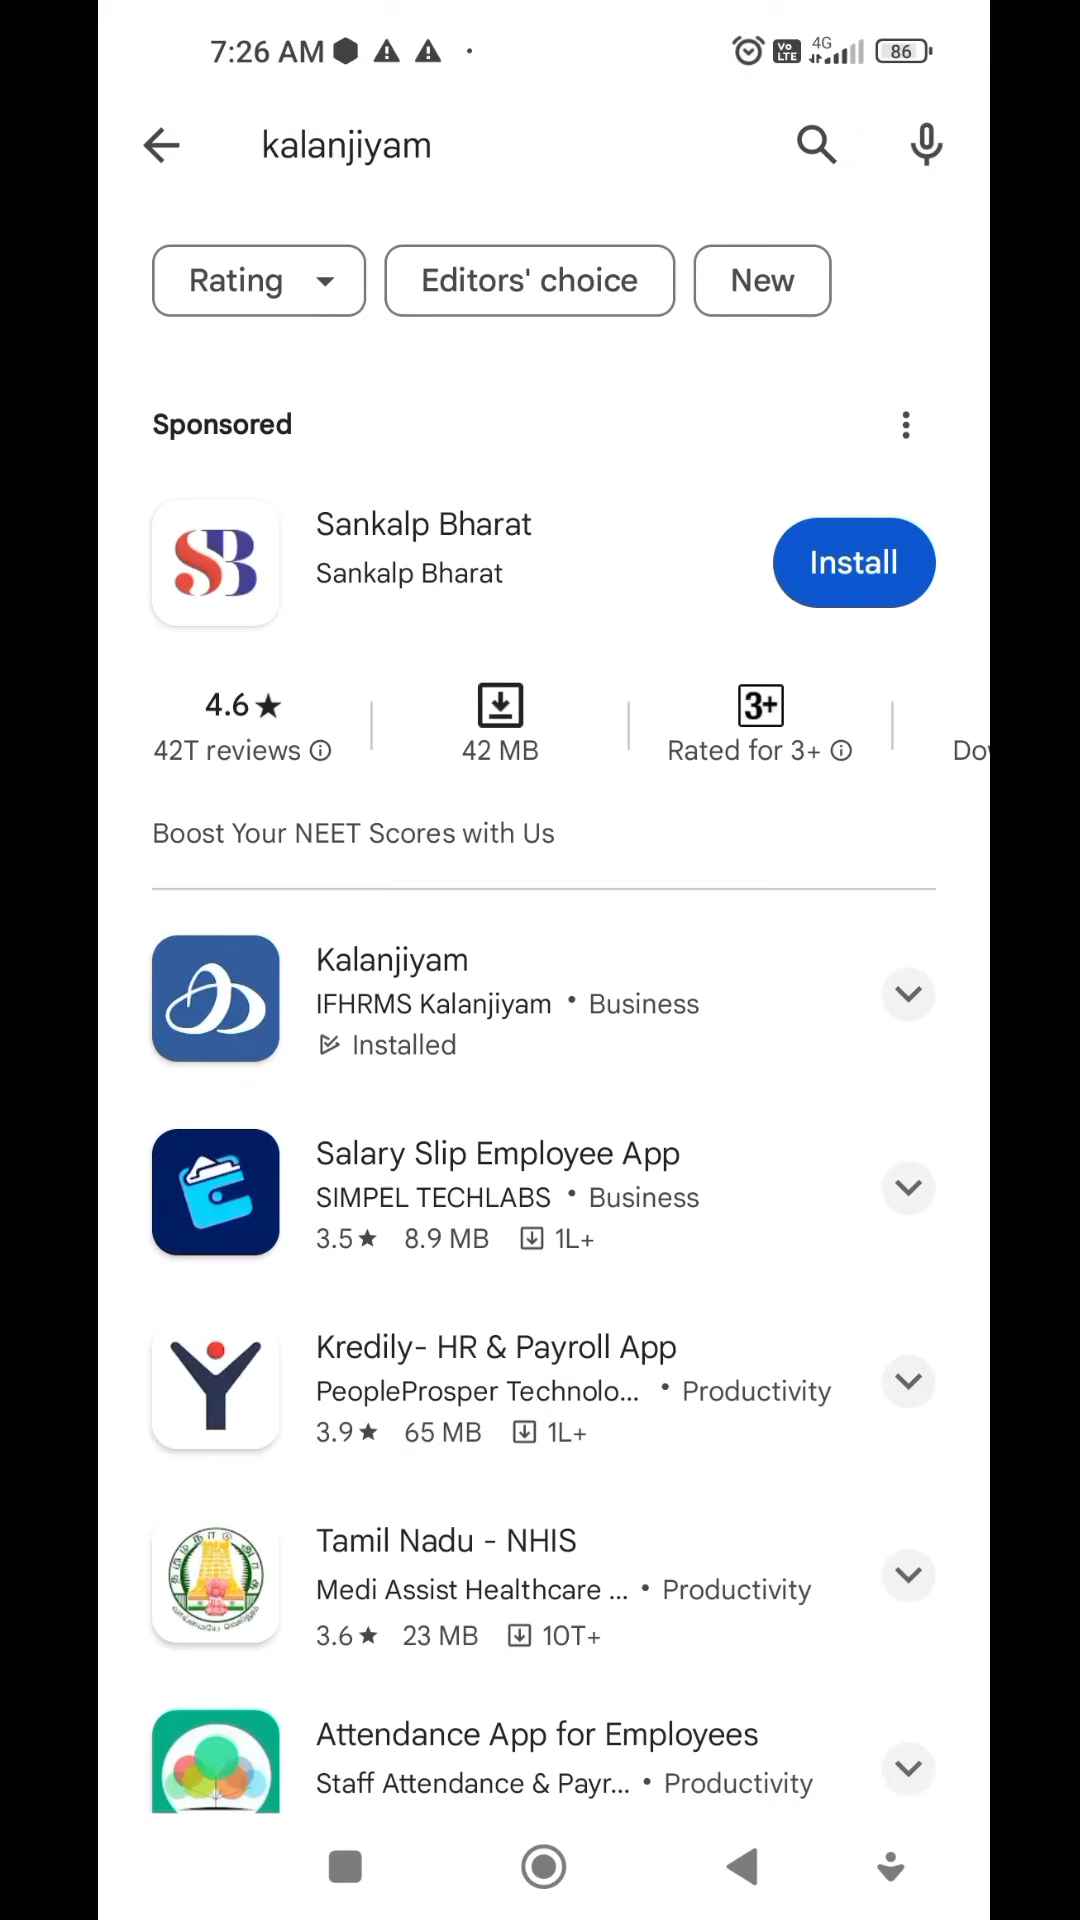 7:26 AM
Vo
LTE
4G
86
kalanjiyam
Rating
Editors' choice
New
Sponsored
SB
Sankalp Bharat
Sankalp Bharat
Install
4.6★
42T reviews
42 MB
3+
Rated for 3+
Do
Boost Your NEET Scores with Us
Kalanjiyam
IFHRMS Kalanjiyam • Business
Installed
Salary Slip Employee App
SIMPEL TECHLABS • Business
3.5★ 8.9 MB 1L+
Kredily- HR & Payroll App
PeopleProsper Technolo... • Productivity
3.9★ 65 MB 1L+
Tamil Nadu - NHIS
Medi Assist Healthcare ... • Productivity
3.6★ 23 MB 10T+
Attendance App for Employees
Staff Attendance & Payr... • Productivity